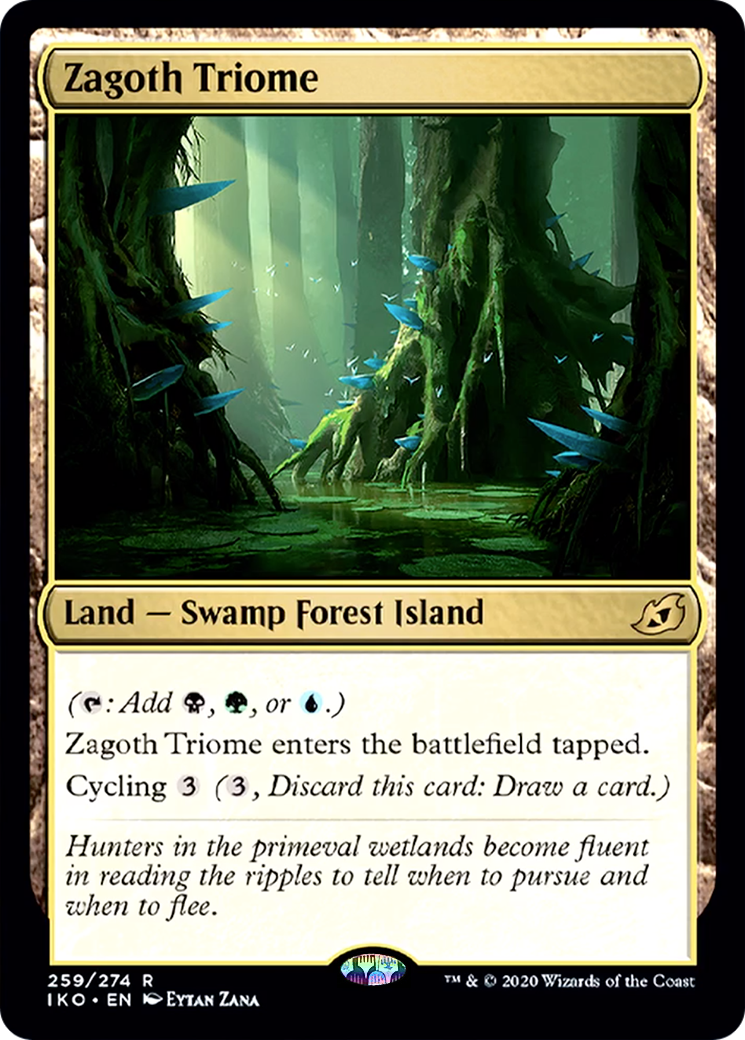 Zagoth Triome
Land — Swamp Forest Island
(: Add , , or .)
Zagoth Triome enters the battlefield tapped.
Cycling 3 (3, Discard this card: Draw a card.)
Hunters in the primeval wetlands become fluent
in reading the ripples to tell when to pursue and
when to flee.
259/274 R
IKO • EN Eytan Zana
™ & © 2020 Wizards of the Coast